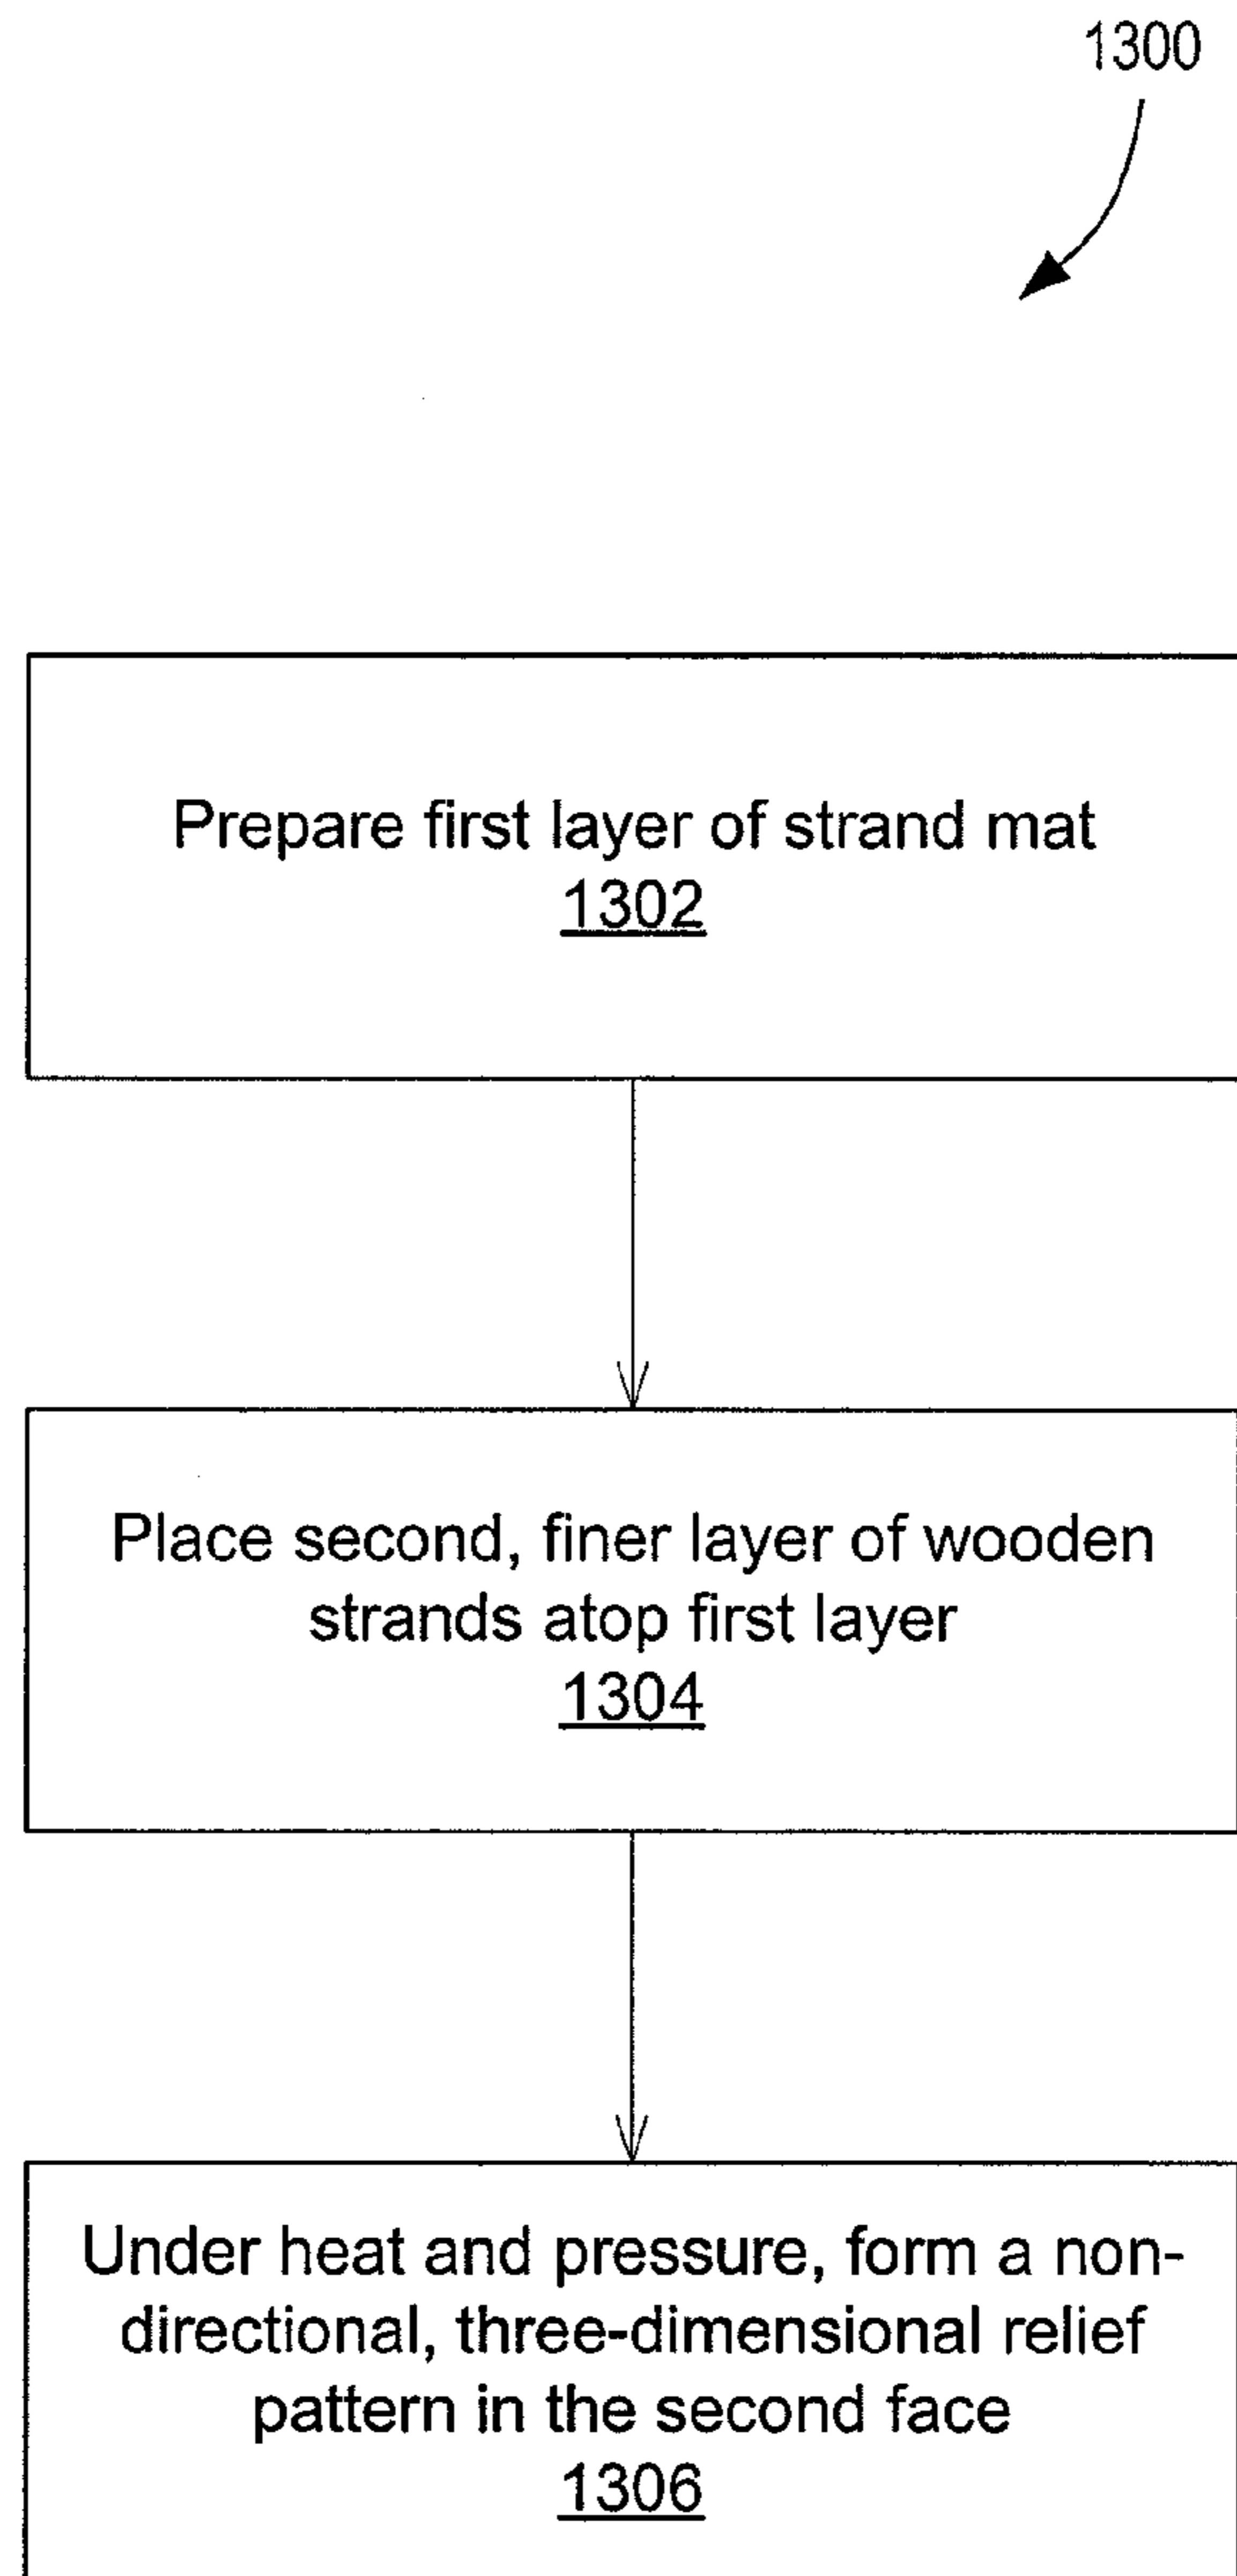 1300
Prepare first layer of strand mat
1302
Place second, finer layer of wooden
strands atop first layer
1304
Under heat and pressure, form a non-
directional, three-dimensional relief
pattern in the second face
1306